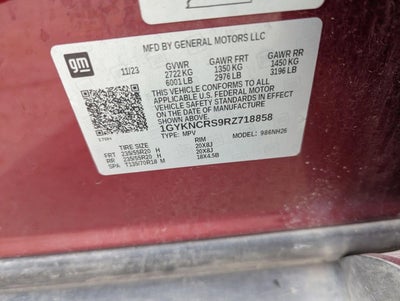 MFD BY GENERAL MOTORS LLC
gm
11/23 GVWR GAWR FRT GAWR RR
2722 KG 1350 KG 1450 KG
6001 LB 2976 LB 3196 LB
THIS VEHICLE CONFORMS TO ALL
APPLICABLE U.S. FEDERAL MOTOR
VEHICLE SAFETY STANDARDS IN EFFECT
ON THE DATE OF MANUFACTURE
SHOWN ABOVE.
1GYKNCRS9RZ718858
TYPE: MPV MODEL: 986NH26
TIRE SIZE RIM
FRT 235/55R20 H 20X8J
RR 235/55R20 H 20X8J
SPA T135/70R18 M 18X4.5B